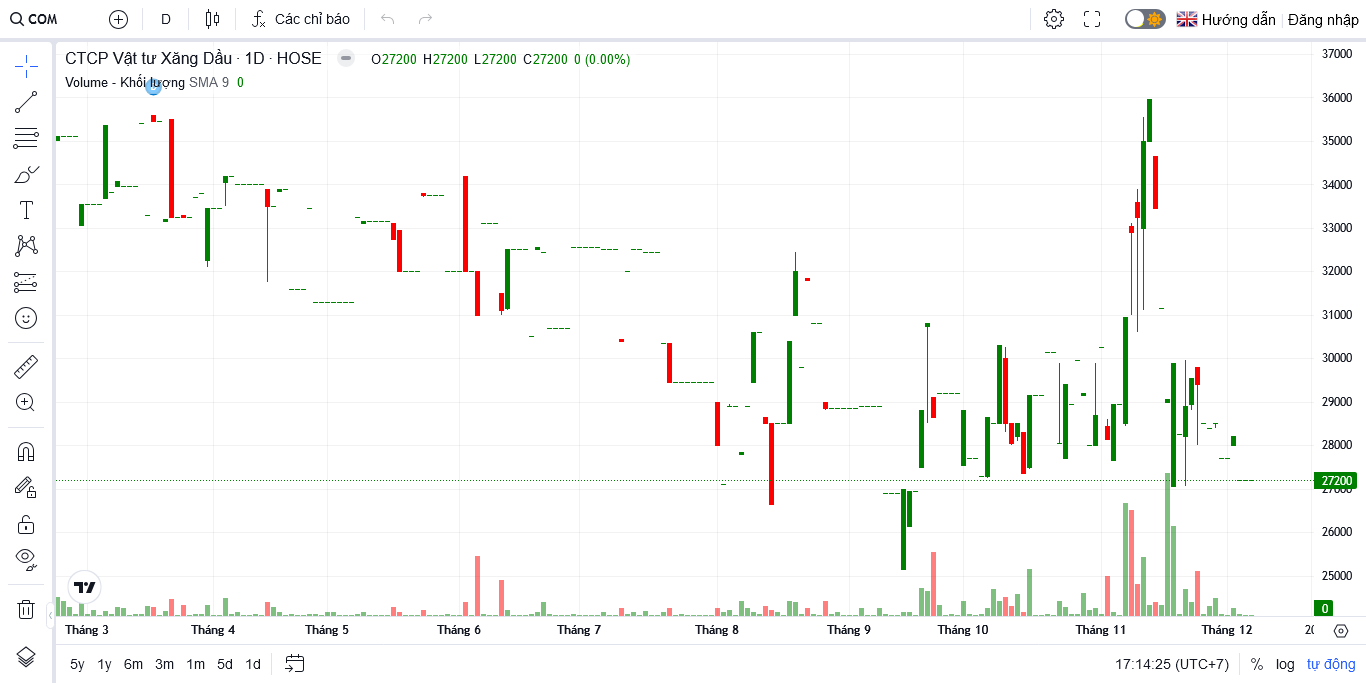 COM
D
Các chỉ báo
Hướng dẫn
Đăng nhập
CTCP Vật tư Xăng Dầu · 1D · HOSE
O27200 H27200 L27200 C27200 0 (0.00%)
Volume - Khối lượng SMA 9 0
37000
36000
35000
34000
33000
32000
31000
30000
29000
28000
27200
27000
26000
25000
0
Tháng 3
Tháng 4
Tháng 5
Tháng 6
Tháng 7
Tháng 8
Tháng 9
Tháng 10
Tháng 11
Tháng 12
5y 1y 6m 3m 1m 5d 1d
17:14:25 (UTC+7)
% log tự động